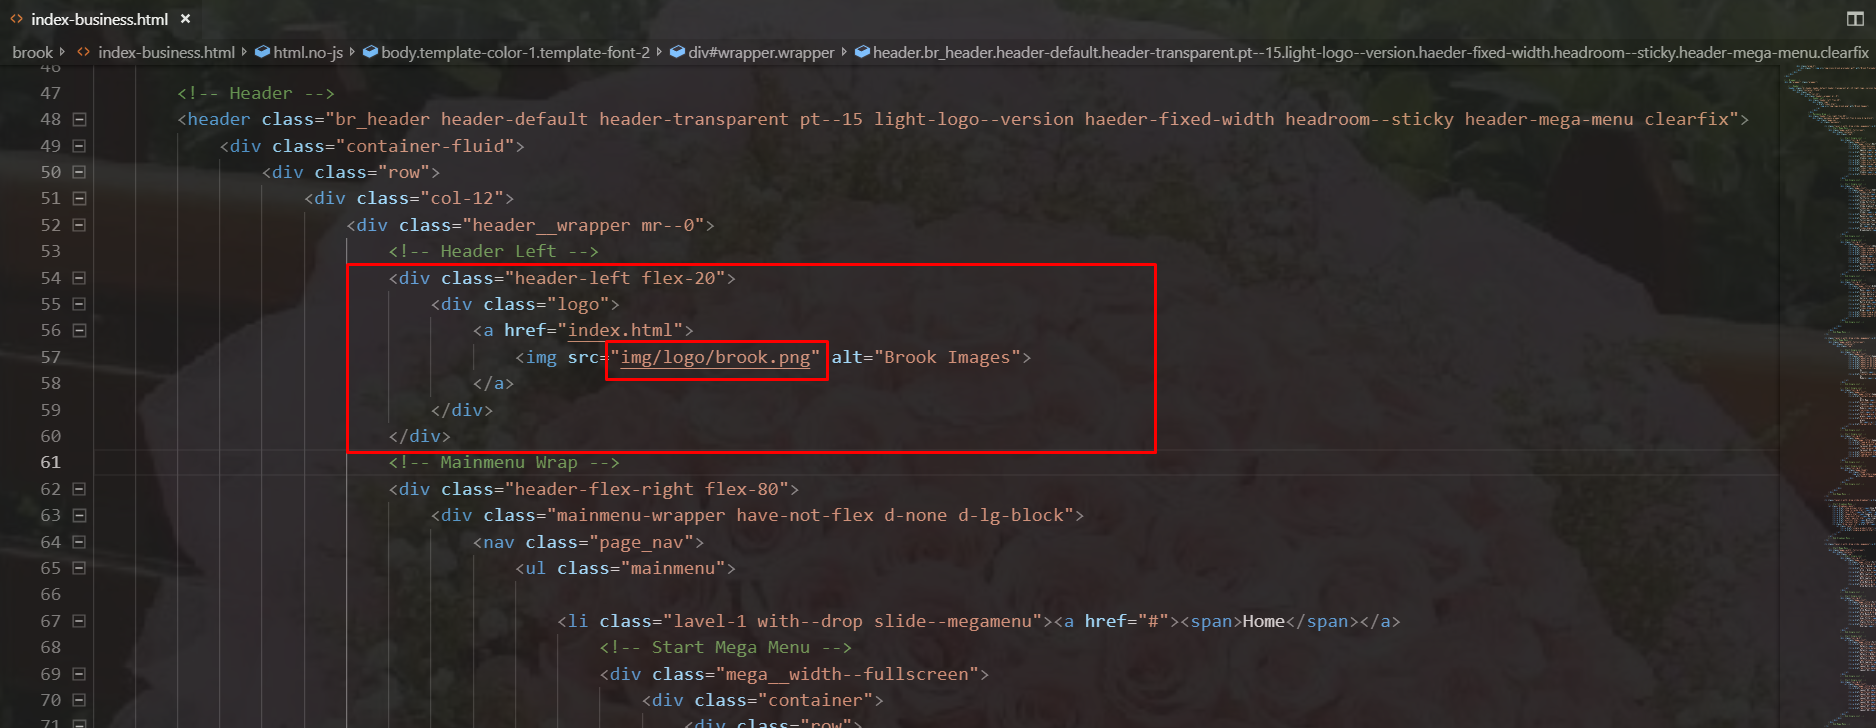 index-business.html ×
brook index-business.html html.no-js body.template-color-1.template-font-2 div#wrapper.wrapper header.br_header.header-default.header-transparent.pt--15.light-logo--version.haeder-fixed-width.headroom--sticky.header-mega-menu.clearfix
46
47 <!-- Header -->
48 <header class="br_header header-default header-transparent pt--15 light-logo--version haeder-fixed-width headroom--sticky header-mega-menu clearfix">
49 <div class="container-fluid">
50 <div class="row">
51 <div class="col-12">
52 <div class="header__wrapper mr--0">
53 <!-- Header Left -->
54 <div class="header-left flex-20">
55 <div class="logo">
56 <a href="index.html">
57 <img src="img/logo/brook.png" alt="Brook Images">
58 </a>
59 </div>
60 </div>
61 <!-- Mainmenu Wrap -->
62 <div class="header-flex-right flex-80">
63 <div class="mainmenu-wrapper have-not-flex d-none d-lg-block">
64 <nav class="page_nav">
65 <ul class="mainmenu">
66
67 <li class="lavel-1 with--drop slide--megamenu"><a href="#"><span>Home</span></a>
68 <!-- Start Mega Menu -->
69 <div class="mega__width--fullscreen">
70 <div class="container">
71 <div class="row">